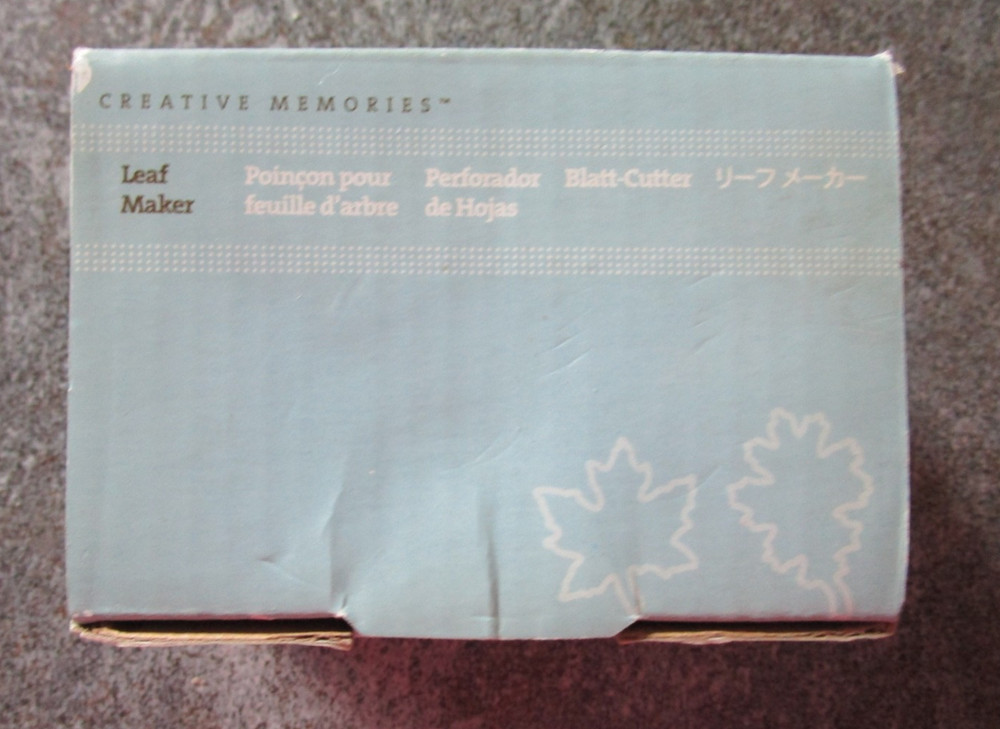 CREATIVE MEMORIES™
Leaf
Maker
Poinçon pour
feuille d'arbre
Perforador
de Hojas
Blatt-Cutter
リーフ メーカー